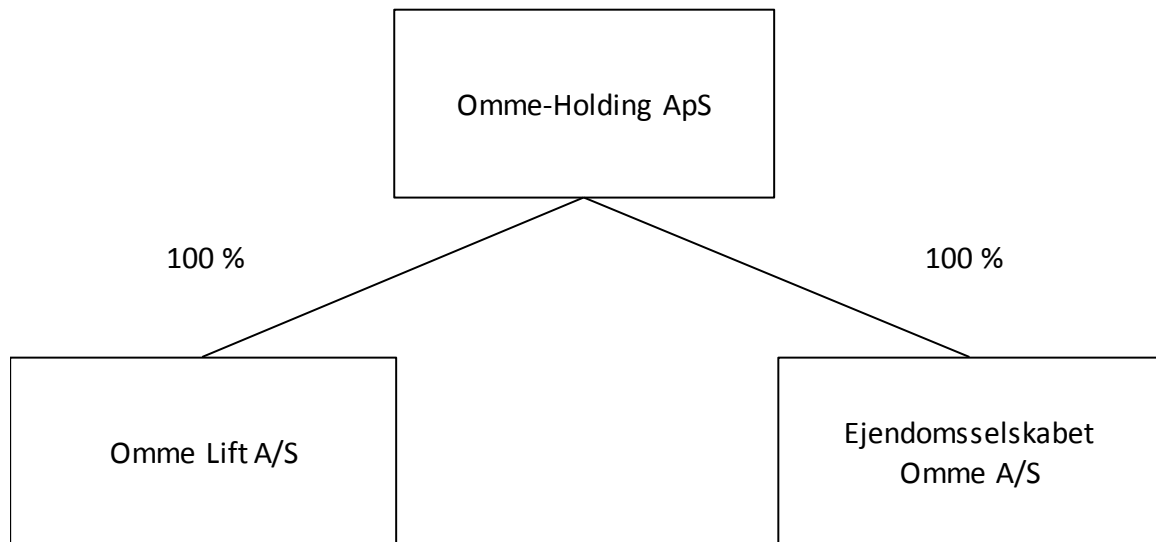 Omme-Holding ApS
100 %
100 %
Omme Lift A/S
Ejendomsselskabet
Omme A/S